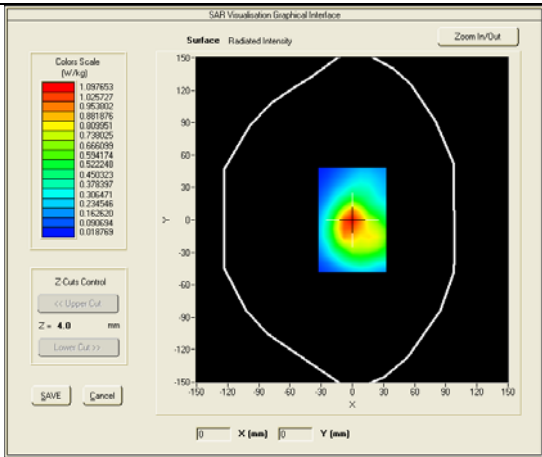 SAR Visualisation Graphical Interface
Surface Radiated Intensity
Zoom In/Out
Colors Scale
(W/kg)
1.097653
1.025727
0.953802
0.881876
0.809951
0.738025
0.666099
0.594174
0.522248
0.450323
0.378397
0.306471
0.234546
0.162620
0.090694
0.018769
Z-Cuts Control
<< Upper Cut
Z = 4.0 mm
Lower Cut >>
SAVE Cancel
150-
120-
90-
60-
30-
Y 0-
-30-
-60-
-90-
-120-
-150-
-150 -120 -90 -60 -30 0 30 60 90 120 150
X
0 X (mm) 0 Y (mm)